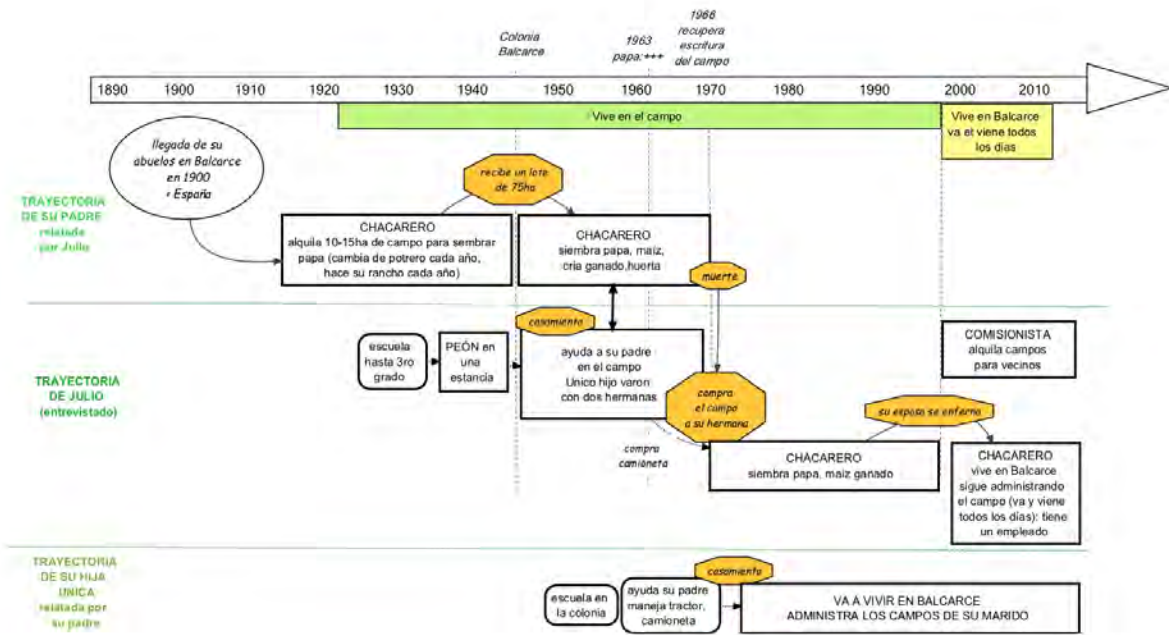 Colonia
Balcarce
1963
papa:+++
1966
recupera
escritura
del campo
1890 1900 1910 1920 1930 1940 1950 1960 1970 1980 1990 2000 2010
Vive en el campo
Vive en Balcarce
va et viene todos
los dias
llegada de su
abuelos en Balcarce
en 1900
< España
TRAYECTORIA
DE SU PADRE
relatada
por Julio
recibe un lote
de 75ha
CHACARERO
alquila 10-15ha de campo para sembrar
papa (cambia de potrero cada año,
hace su rancho cada año)
CHACARERO
siembra papa, maiz,
cria ganado,huerta
muerte
TRAYECTORIA
DE JULIO
(entrevistado)
escuela
hasta 3ro
grado
PEÓN en
una
estancia
casamiento
ayuda a su padre
en el campo
Unico hijo varon
con dos hermanas
compra
el campo
a su hermana
compra
camioneta
CHACARERO
siembra papa, maiz ganado
su esposa se enferma
COMISIONISTA
alquila campos
para vecinos
CHACARERO
vive en Balcarce
sigue administrando
el campo (va y viene
todos los días): tiene
un empleado
TRAYECTORIA
DE SU HIJA
UNICA
relatada por
su padre
escuela en
la colonia
ayuda su padre
maneja tractor,
camioneta
casamiento
VA A VIVIR EN BALCARCE
ADMINISTRA LOS CAMPOS DE SU MARIDO